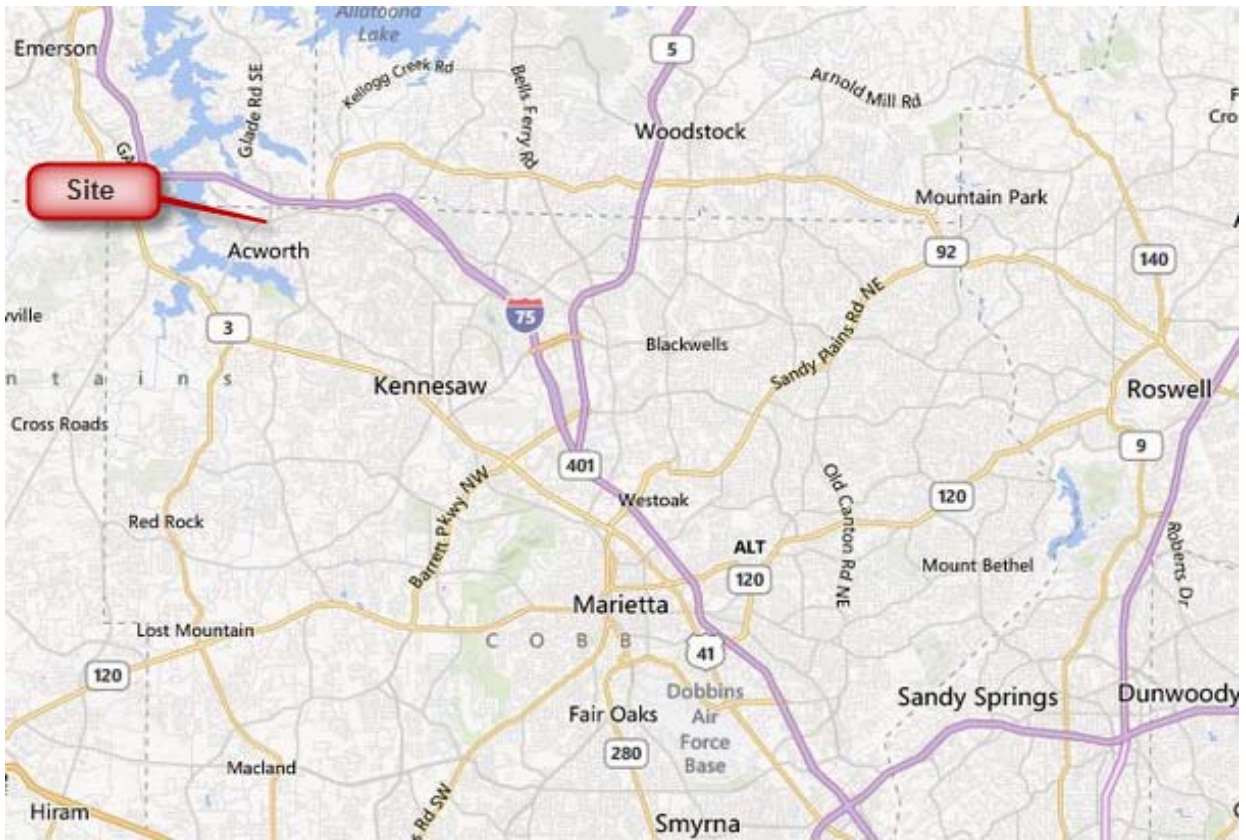 Allatoona
Lake
Emerson
Glade Rd SE
Kellogg Creek Rd
Bells Ferry Rd
5
Arnold Mill Rd
Woodstock
GA
Site
Mountain Park
Acworth
92
140
3
75
Blackwells
Sandy Plains Rd NE
n t a i n s
Kennesaw
Roswell
Cross Roads
401
9
Barrett Pkwy NW
Westoak
Old Canton Rd NE
120
Red Rock
ALT
120
Mount Bethel
Roberts Dr
Marietta
Lost Mountain
C O B B
41
120
Dobbins
Air
Force
Base
Sandy Springs
Dunwoody
Fair Oaks
280
Macland
Rd SW
Hiram
Smyrna